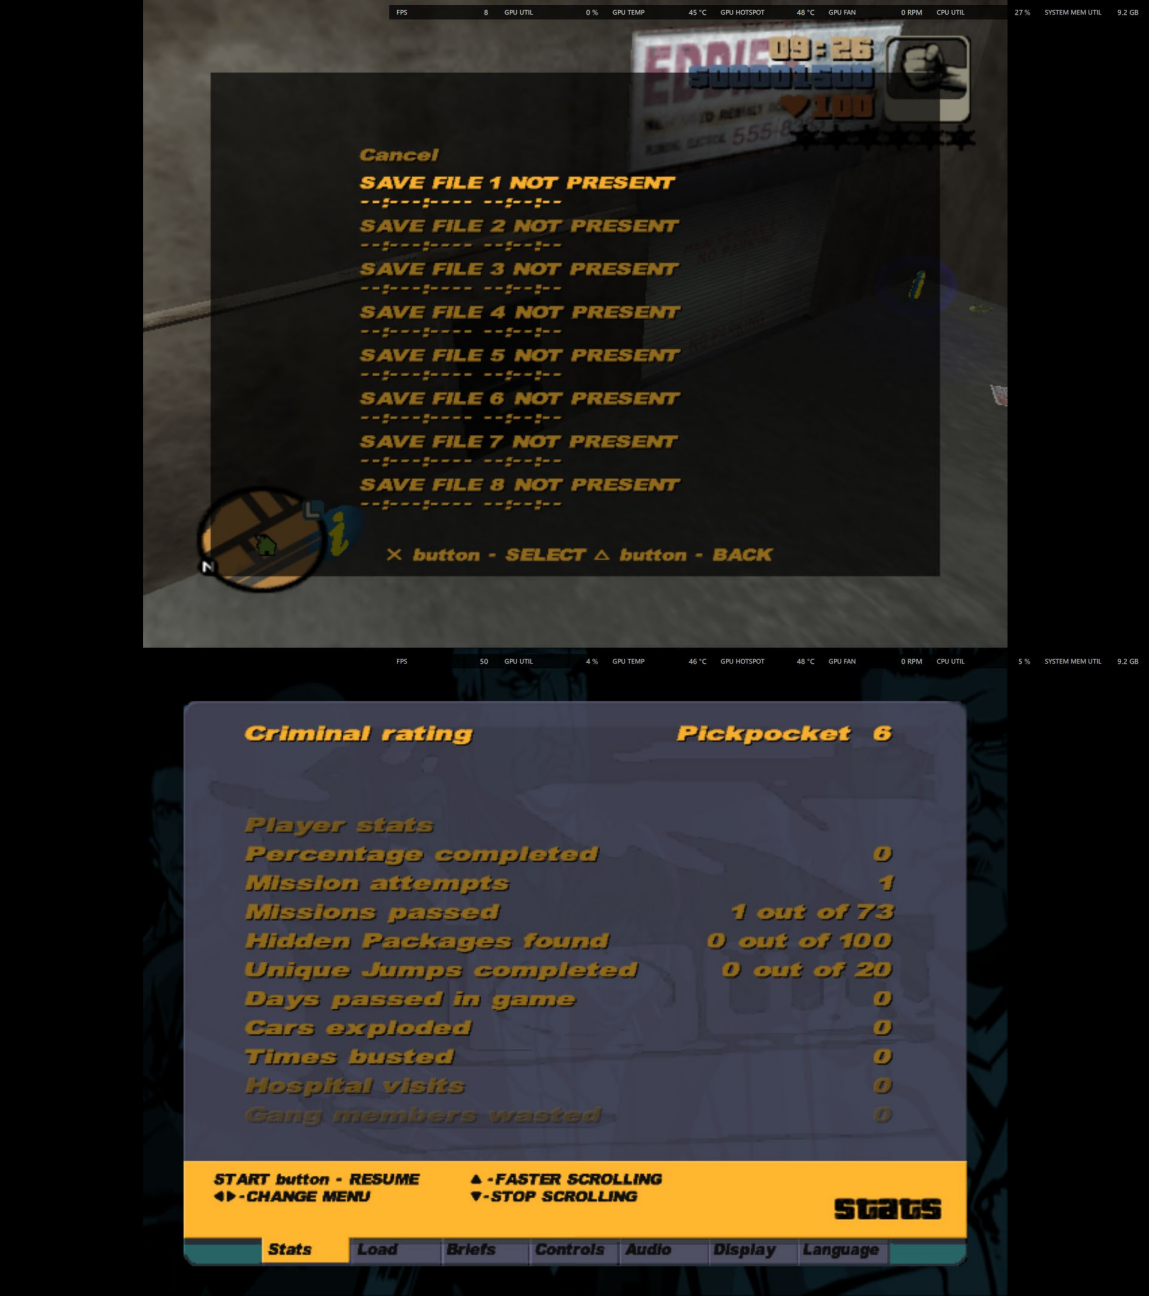 FPS 8 GPU UTIL 0 % GPU TEMP 45 °C GPU HOTSPOT 48 °C GPU FAN 0 RPM CPU UTIL 27 % SYSTEM MEM UTIL 9.2 GB
09:26
$00001500
100
Cancel
SAVE FILE 1 NOT PRESENT
--:---:---- --:--:--
SAVE FILE 2 NOT PRESENT
--:---:---- --:--:--
SAVE FILE 3 NOT PRESENT
--:---:---- --:--:--
SAVE FILE 4 NOT PRESENT
--:---:---- --:--:--
SAVE FILE 5 NOT PRESENT
--:---:---- --:--:--
SAVE FILE 6 NOT PRESENT
--:---:---- --:--:--
SAVE FILE 7 NOT PRESENT
--:---:---- --:--:--
SAVE FILE 8 NOT PRESENT
--:---:---- --:--:--
L
i
N
✕ button - SELECT △ button - BACK
FPS 50 GPU UTIL 4 % GPU TEMP 46 °C GPU HOTSPOT 48 °C GPU FAN 0 RPM CPU UTIL 5 % SYSTEM MEM UTIL 9.2 GB
Criminal rating Pickpocket 6
Player stats
Percentage completed 0
Mission attempts 1
Missions passed 1 out of 73
Hidden Packages found 0 out of 100
Unique Jumps completed 0 out of 20
Days passed in game 0
Cars exploded 0
Times busted 0
Hospital visits 0
Gang members wasted 0
START button - RESUME ▲ -FASTER SCROLLING
◀▶-CHANGE MENU ▼-STOP SCROLLING
Stats
Stats Load Briefs Controls Audio Display Language